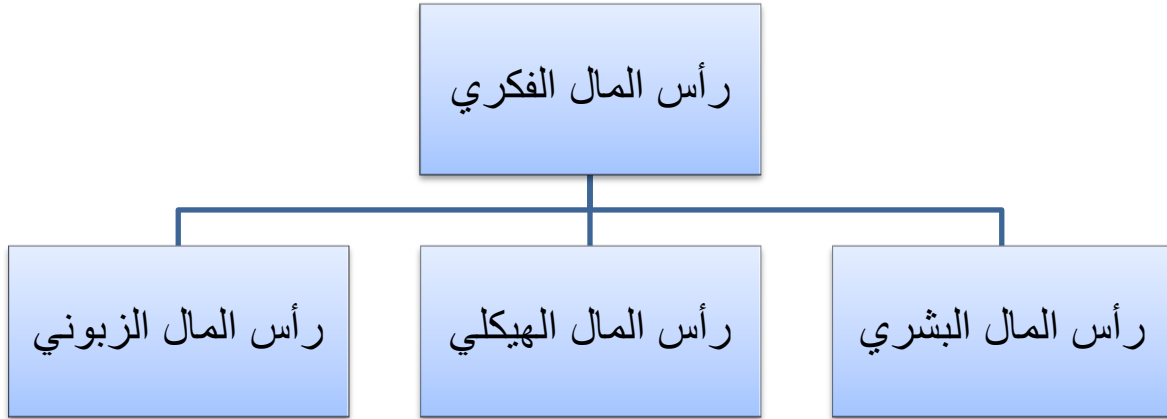 رأس المال الفكري
رأس المال البشري
رأس المال الهيكلي
رأس المال الزبوني